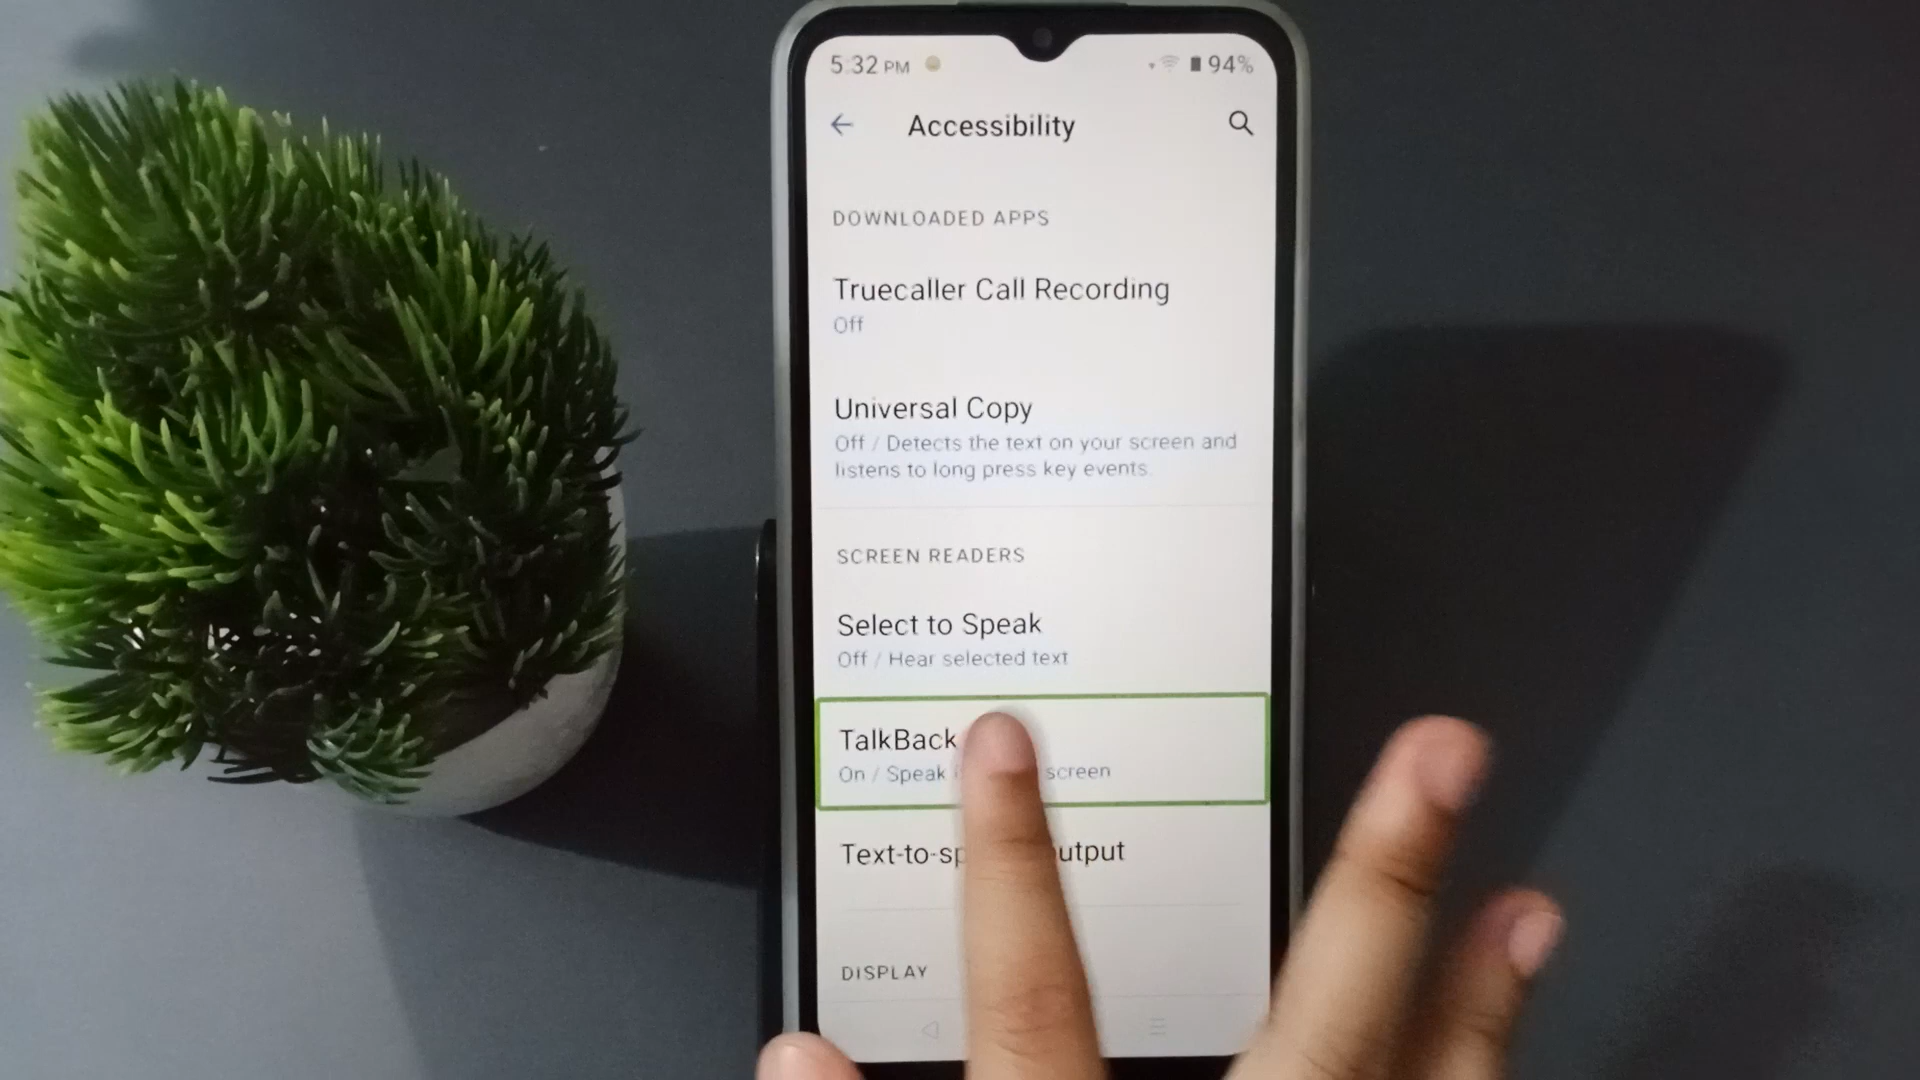 5:32 PM
94%
Accessibility
DOWNLOADED APPS
Truecaller Call Recording
Off
Universal Copy
Off / Detects the text on your screen and
listens to long press key events.
SCREEN READERS
Select to Speak
Off / Hear selected text
TalkBack
On / Speak screen
Text-to-sp utput
DISPLAY